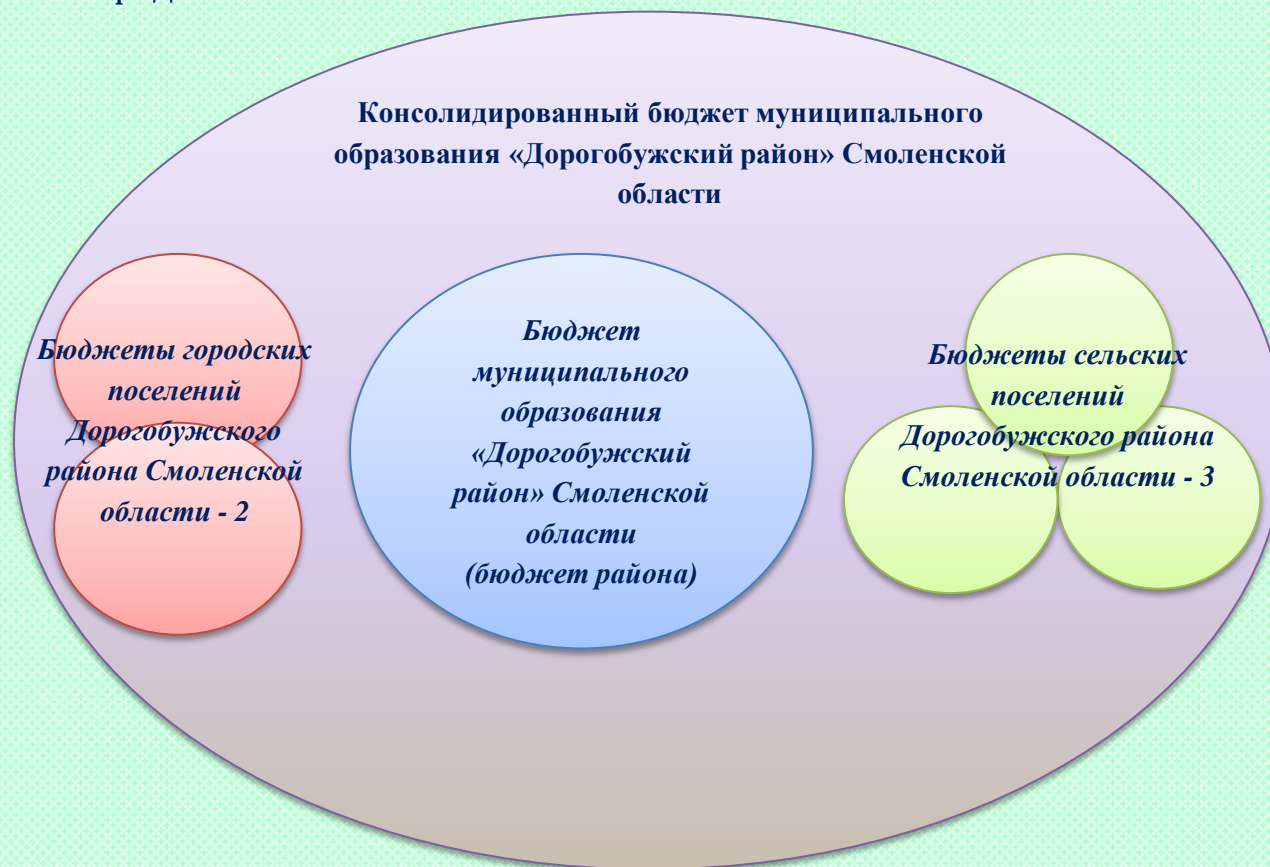 Консолидированный бюджет муниципального
образования «Дорогобужский район» Смоленской
области
Бюджеты городских
поселений
Дорогобужского
района Смоленской
области - 2
Бюджет
муниципального
образования
«Дорогобужский
район» Смоленской
области
(бюджет района)
Бюджеты сельских
поселений
Дорогобужского района
Смоленской области - 3